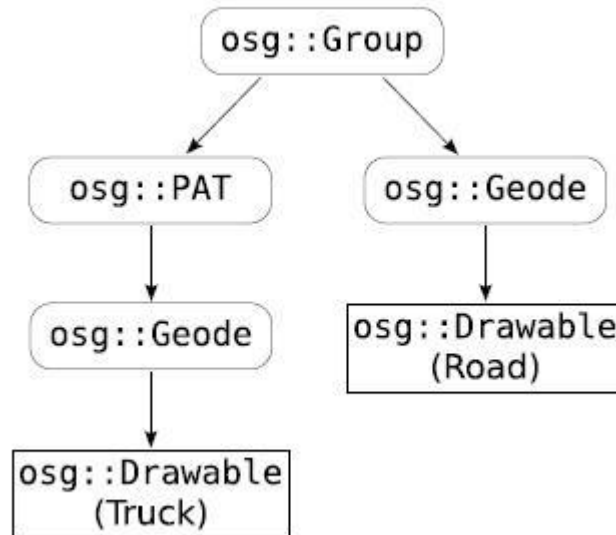 osg::Group
osg::PAT
osg::Geode
osg::Geode
osg::Drawable
(Road)
osg::Drawable
(Truck)